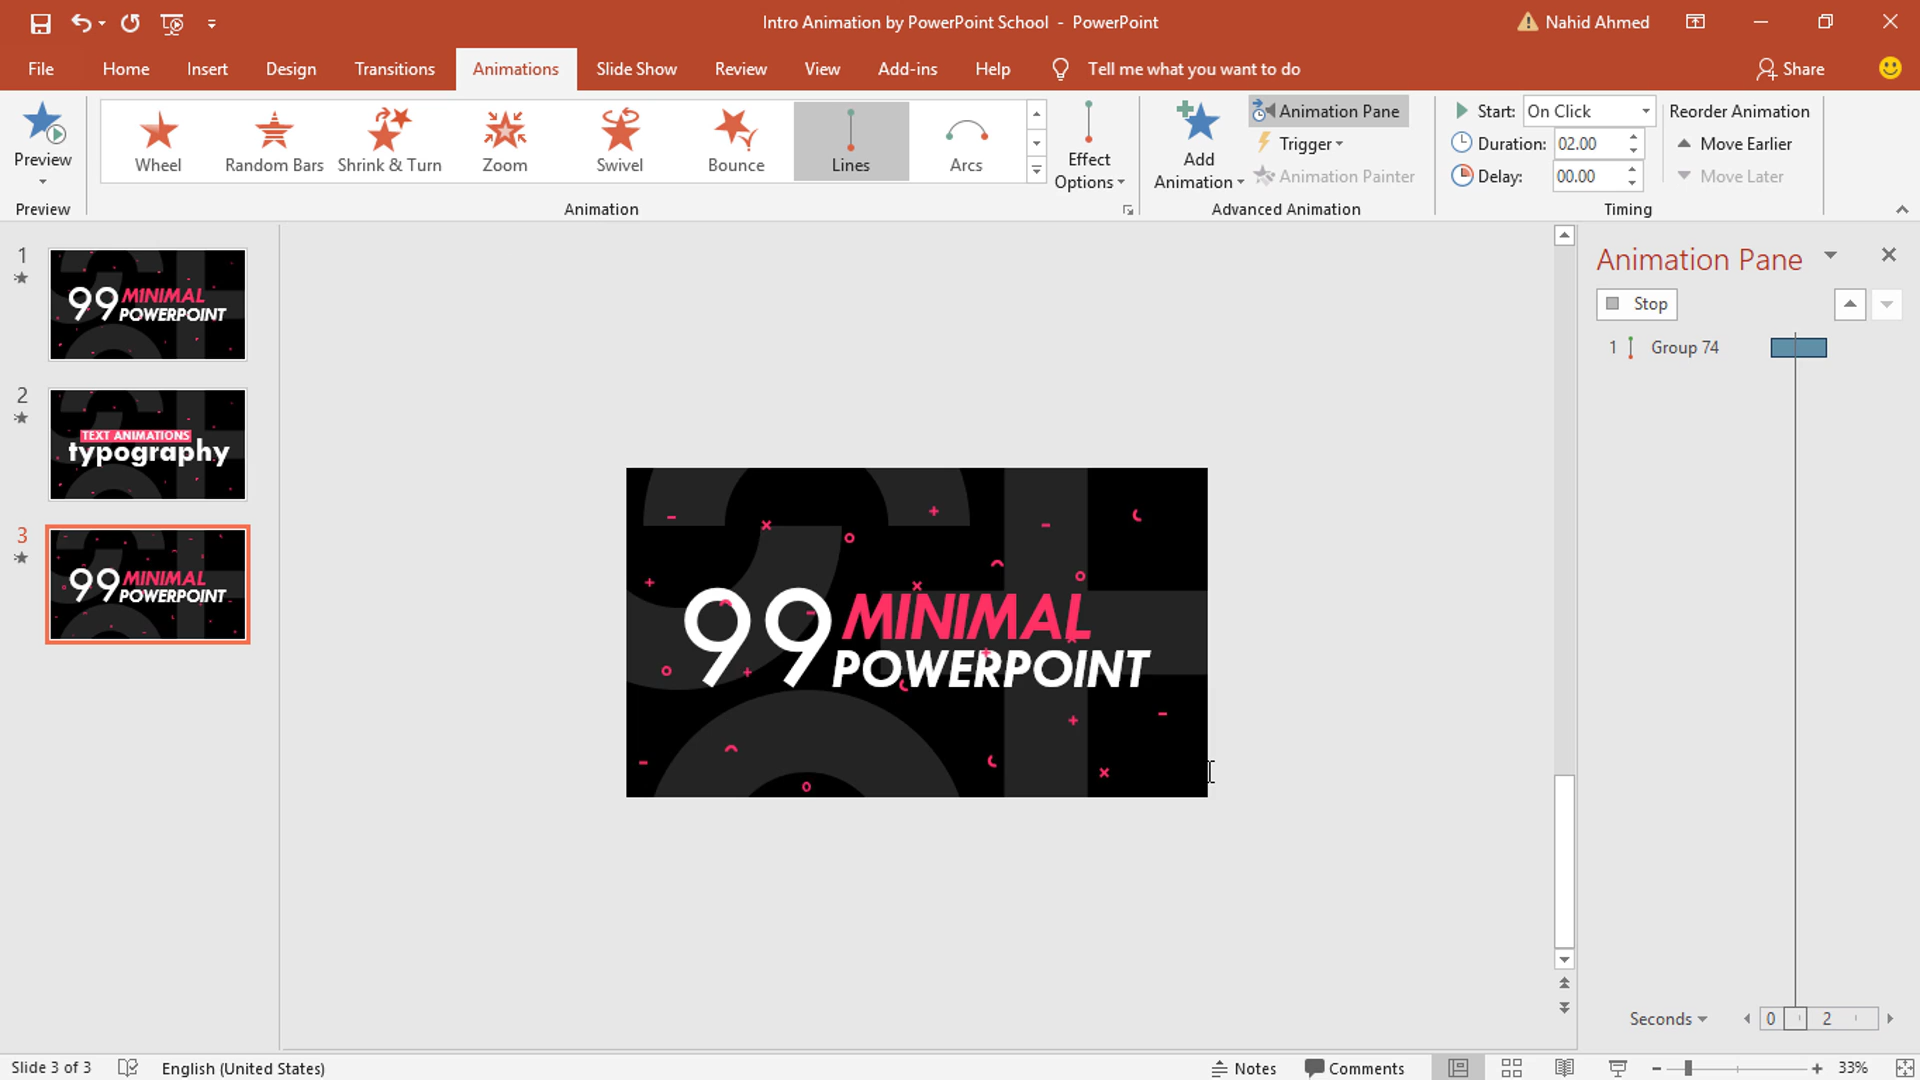 Intro Animation by PowerPoint School - PowerPoint
Nahid Ahmed
File
Home
Insert
Design
Transitions
Animations
Slide Show
Review
View
Add-ins
Help
Tell me what you want to do
Share
Preview
Preview
Wheel
Random Bars
Shrink & Turn
Zoom
Swivel
Bounce
Lines
Arcs
Animation
Effect
Options
Add
Animation
Animation Pane
Trigger
Animation Painter
Advanced Animation
Start: On Click
Duration: 02.00
Delay: 00.00
Reorder Animation
Move Earlier
Move Later
Timing
1
99 MINIMAL
POWERPOINT
2
TEXT ANIMATIONS
typography
3
99 MINIMAL
POWERPOINT
99 MINIMAL
POWERPOINT
Animation Pane
Stop
1 Group 74
Seconds
0 2
Slide 3 of 3
English (United States)
Notes
Comments
33%